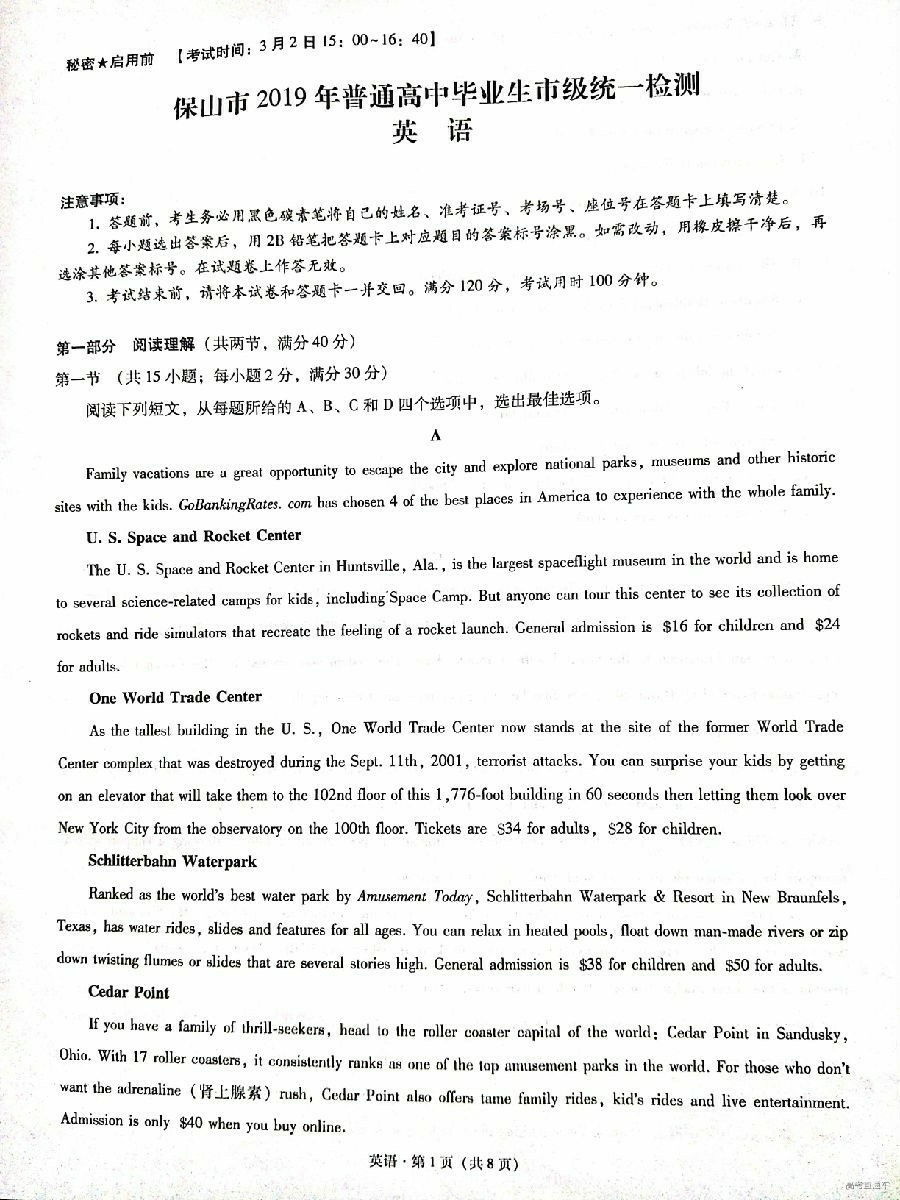 秘密★启用前 【考试时间：3月2日15：00~16：40】
保山市2019年普通高中毕业生市级统一检测
英 语
注意事项：
1. 答题前，考生务必用黑色碳素笔将自己的姓名、准考证号、考场号、座位号在答题卡上填写清楚。
2. 每小题选出答案后，用2B铅笔把答题卡上对应题目的答案标号涂黑。如需改动，用橡皮擦干净后，再
选涂其他答案标号。在试题卷上作答无效。
3. 考试结束前，请将本试卷和答题卡一并交回。满分120分，考试用时100分钟。
第一部分 阅读理解（共两节，满分40分）
第一节 （共15小题；每小题2分，满分30分）
阅读下列短文，从每题所给的A、B、C和D四个选项中，选出最佳选项。
A
Family vacations are a great opportunity to escape the city and explore national parks, museums and other historic
sites with the kids. GoBankingRates. com has chosen 4 of the best places in America to experience with the whole family.
U. S. Space and Rocket Center
The U. S. Space and Rocket Center in Huntsville, Ala., is the largest spaceflight museum in the world and is home
to several science-related camps for kids, including Space Camp. But anyone can tour this center to see its collection of
rockets and ride simulators that recreate the feeling of a rocket launch. General admission is $16 for children and $24
for adults.
One World Trade Center
As the tallest building in the U. S., One World Trade Center now stands at the site of the former World Trade
Center complex that was destroyed during the Sept. 11th, 2001, terrorist attacks. You can surprise your kids by getting
on an elevator that will take them to the 102nd floor of this 1,776-foot building in 60 seconds then letting them look over
New York City from the observatory on the 100th floor. Tickets are $34 for adults, $28 for children.
Schlitterbahn Waterpark
Ranked as the world's best water park by Amusement Today, Schlitterbahn Waterpark & Resort in New Braunfels,
Texas, has water rides, slides and features for all ages. You can relax in heated pools, float down man-made rivers or zip
down twisting flumes or slides that are several stories high. General admission is $38 for children and $50 for adults.
Cedar Point
If you have a family of thrill-seekers, head to the roller coaster capital of the world: Cedar Point in Sandusky,
Ohio. With 17 roller coasters, it consistently ranks as one of the top amusement parks in the world. For those who don't
want the adrenaline（肾上腺素）rush, Cedar Point also offers tame family rides, kid's rides and live entertainment.
Admission is only $40 when you buy online.
英语·第1页（共8页）